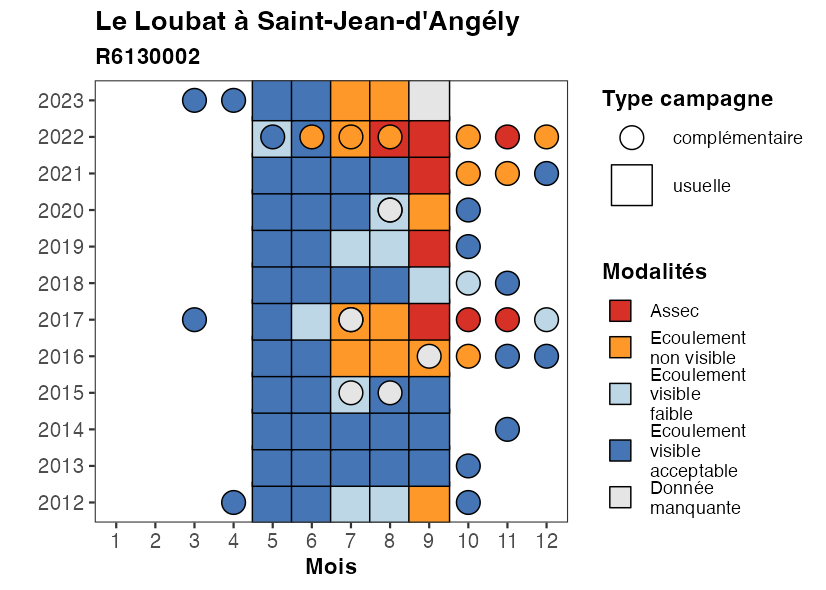 Le Loubat à Saint-Jean-d'Angély
R6130002
2023
2022
2021
2020
2019
2018
2017
2016
2015
2014
2013
2012
1 2 3 4 5 6 7 8 9 10 11 12
Mois
Type campagne
complémentaire
usuelle
Modalités
Assec
Ecoulement
non visible
Ecoulement
visible
faible
Ecoulement
visible
acceptable
Donnée
manquante